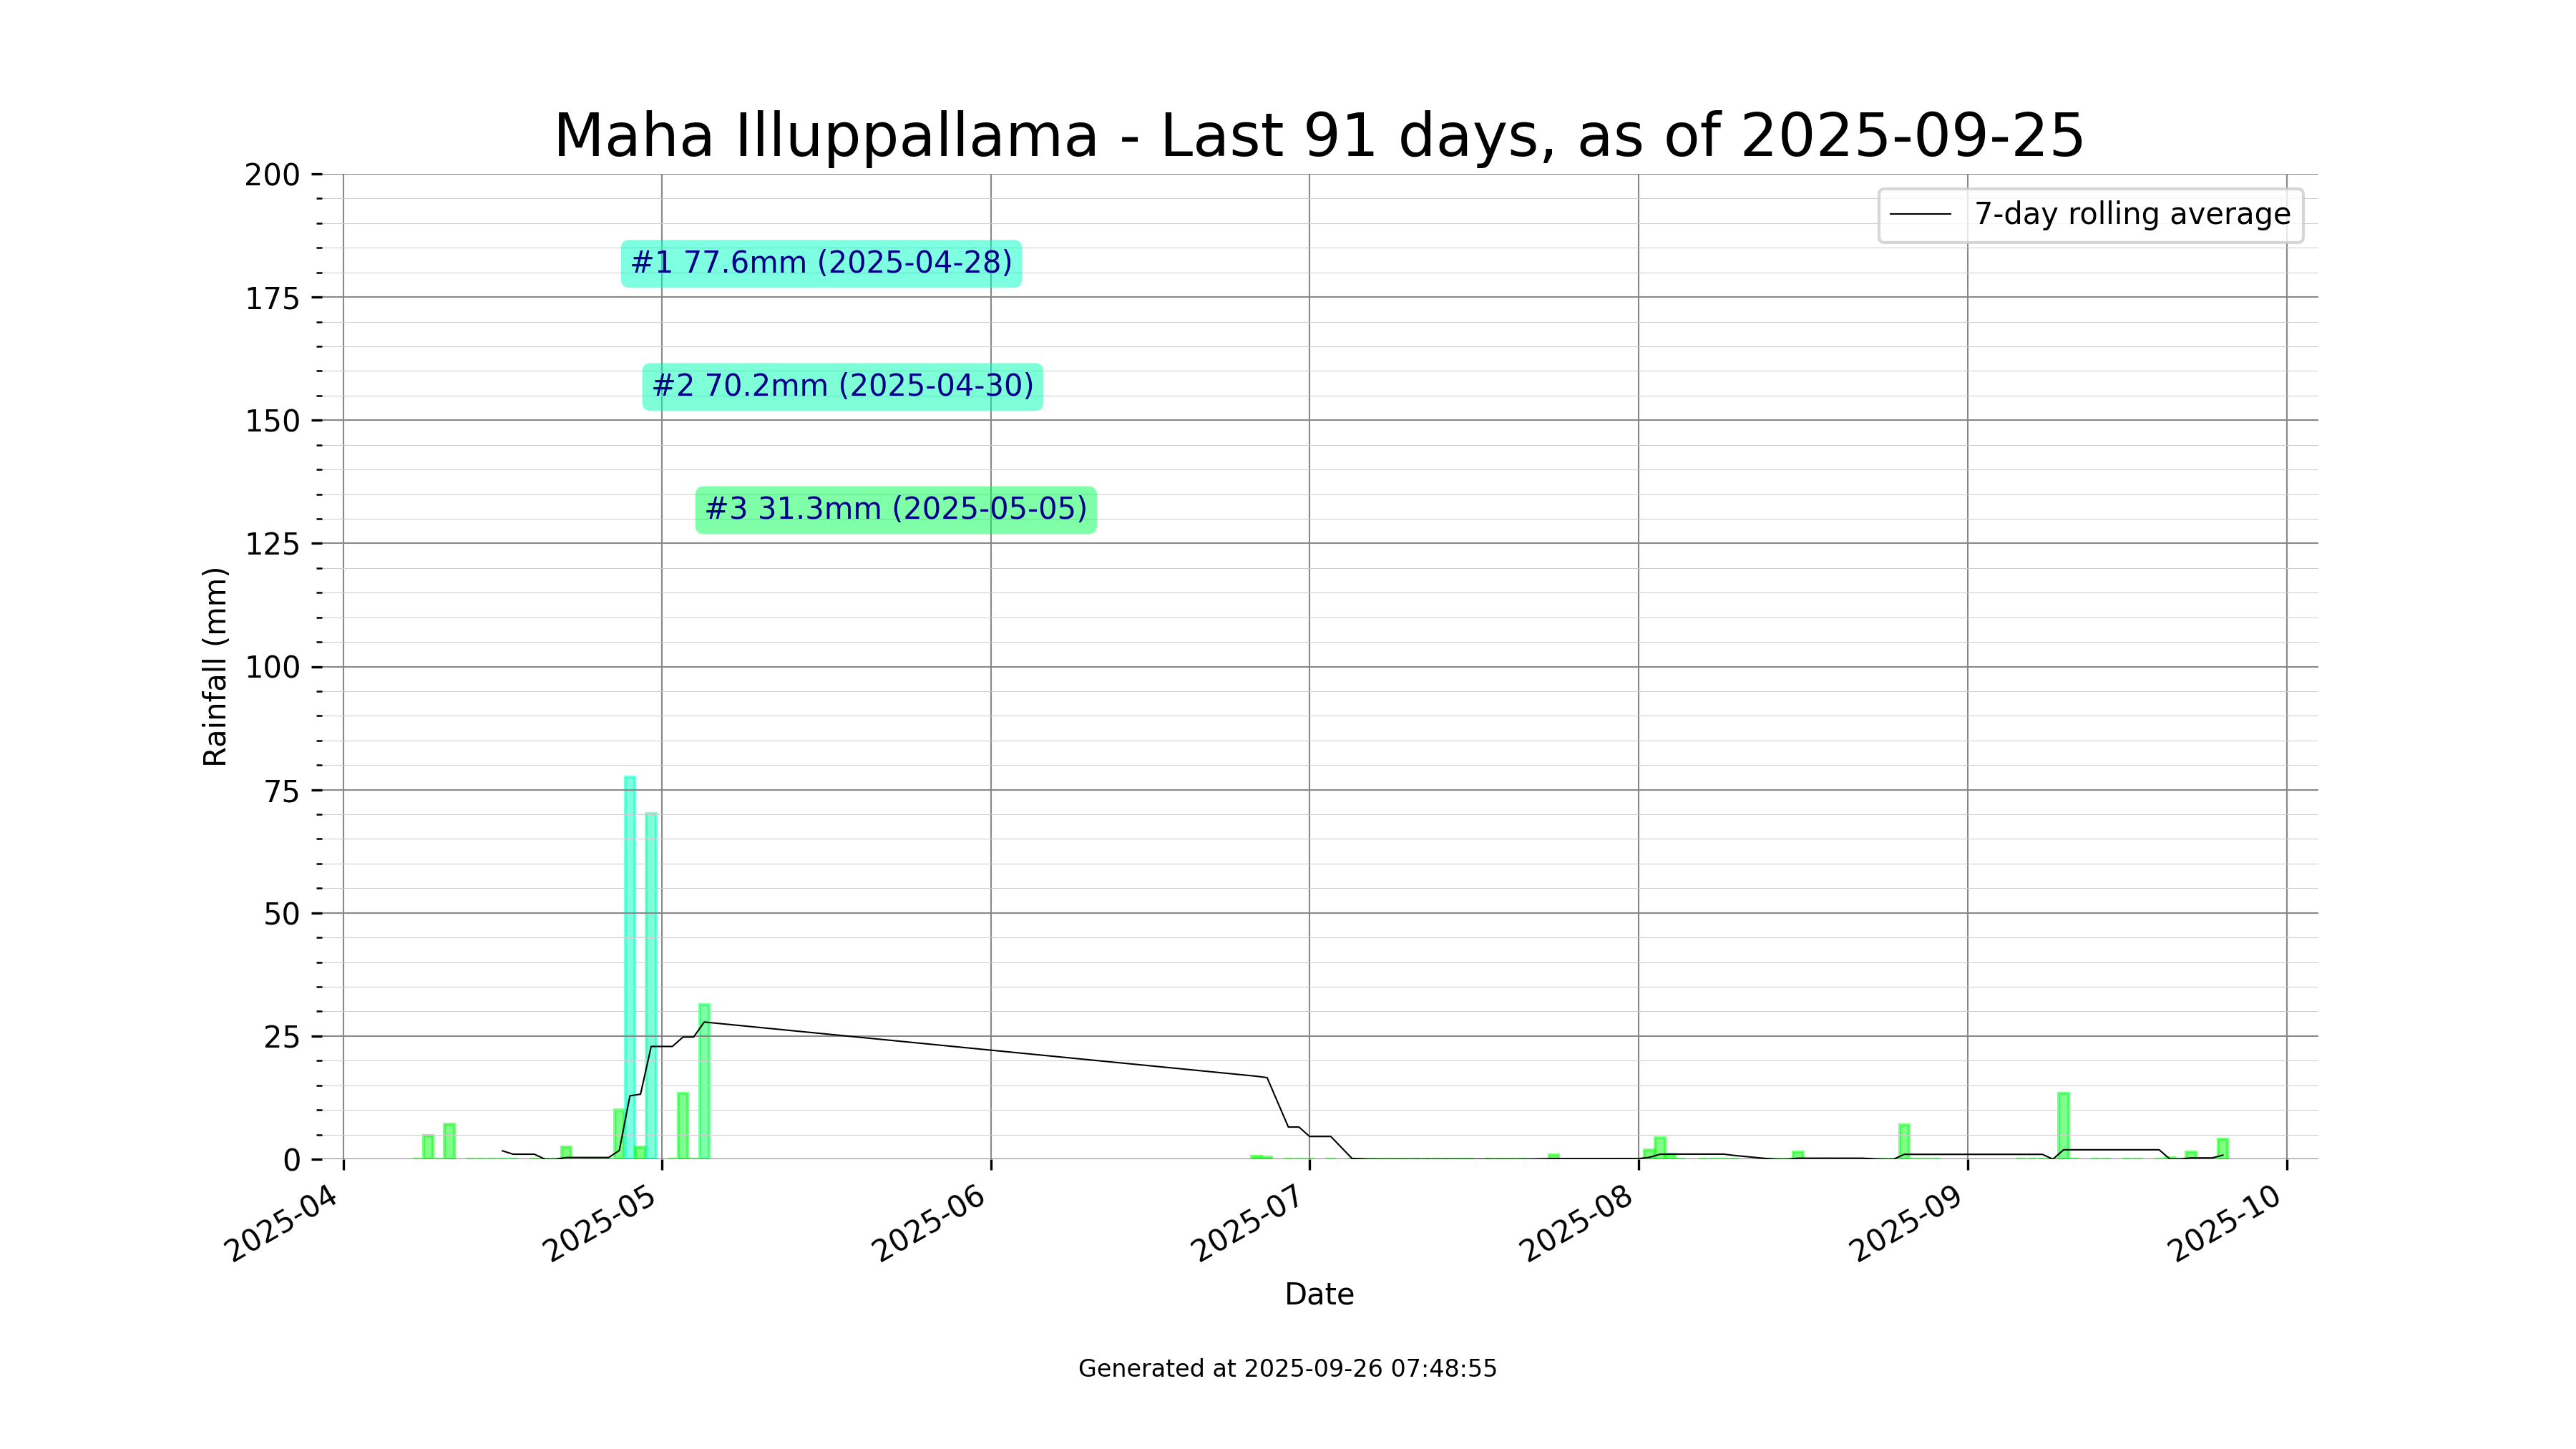 Maha Illuppallama - Last 91 days, as of 2025-09-25
7-day rolling average
#1 77.6mm (2025-04-28)
#2 70.2mm (2025-04-30)
#3 31.3mm (2025-05-05)
Rainfall (mm)
200
175
150
125
100
75
50
25
0
2025-04
2025-05
2025-06
2025-07
2025-08
2025-09
2025-10
Date
Generated at 2025-09-26 07:48:55